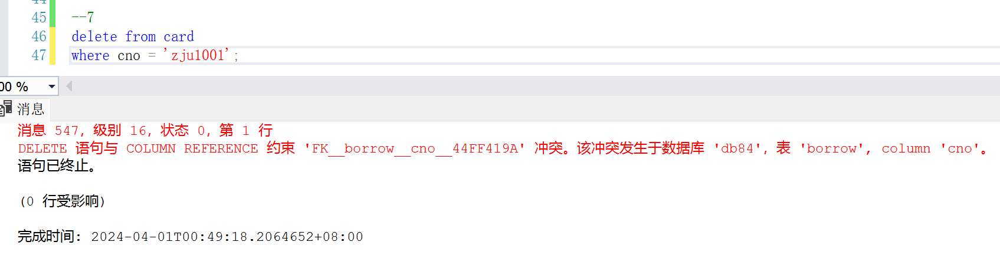 44
45 --7
46 delete from card
47 where cno = 'zju1001';
00 %
消息
消息 547，级别 16，状态 0，第 1 行
DELETE 语句与 COLUMN REFERENCE 约束 'FK__borrow__cno__44FF419A' 冲突。该冲突发生于数据库 'db84'，表 'borrow', column 'cno'。
语句已终止。
(0 行受影响)
完成时间: 2024-04-01T00:49:18.2064652+08:00